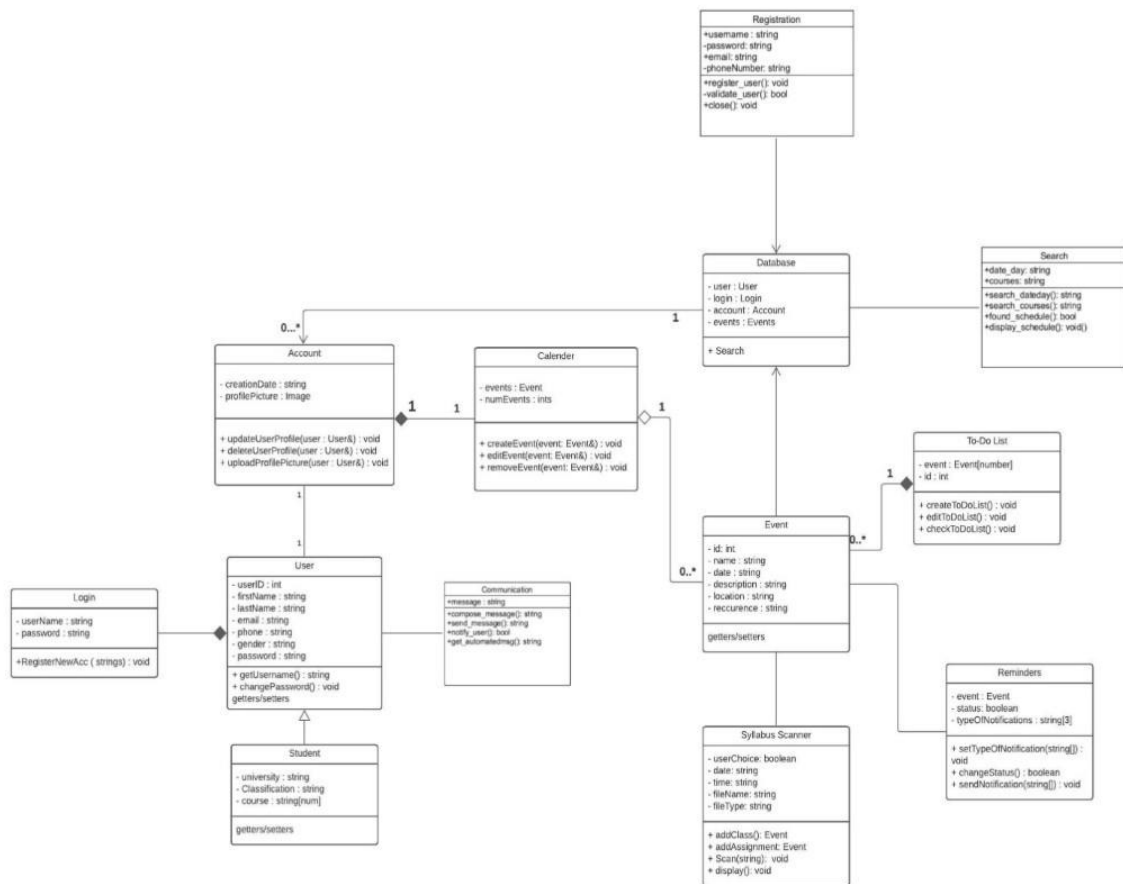 Registration
+username : string
-password: string
+email: string
-phoneNumber: string
+register_user(): void
-validate_user(): bool
+close(): void
Database
- user : User
- login : Login
- account : Account
- events : Events
+ Search
Search
+date_day: string
+courses: string
+search_dateday(): string
+search_courses(): string
+found_schedule(): bool
+display_schedule(): void()
1
0...*
Account
- creationDate : string
- profilePicture : Image
+ updateUserProfile(user : User&) : void
+ deleteUserProfile(user : User&) : void
+ uploadProfilePicture(user : User&) : void
1
1
Calender
- events : Event
- numEvents : ints
+ createEvent(event: Event&) : void
+ editEvent(event: Event&) : void
+ removeEvent(event: Event&) : void
1
0..*
To-Do List
- event : Event[number]
- id : int
+ createToDoList() : void
+ editToDoList() : void
+ checkToDoList() : void
1
0..*
Event
- id: int
- name : string
- date : string
- description : string
- location : string
- reccurence : string
getters/setters
1
1
User
- userID : int
- firstName : string
- lastName : string
- email : string
- phone : string
- gender : string
- password : string
+ getUsername() : string
+ changePassword() : void
getters/setters
Login
- userName : string
- password : string
+RegisterNewAcc ( strings) : void
Communication
+message : string
+compose_message(): string
+send_message(): string
+notify_user(): bool
+get_automatedmsg(): string
Student
- university : string
- Classification : string
- course : string[num]
getters/setters
Syllabus Scanner
- userChoice: boolean
- date: string
- time: string
- fileName: string
- fileType: string
+ addClass(): Event
+ addAssignment: Event
+ Scan(string): void
+ display(): void
Reminders
- event : Event
- status: boolean
- typeOfNotifications : string[3]
+ setTypeOfNotification(string[]) :
void
+ changeStatus() : boolean
+ sendNotification(string[]) : void